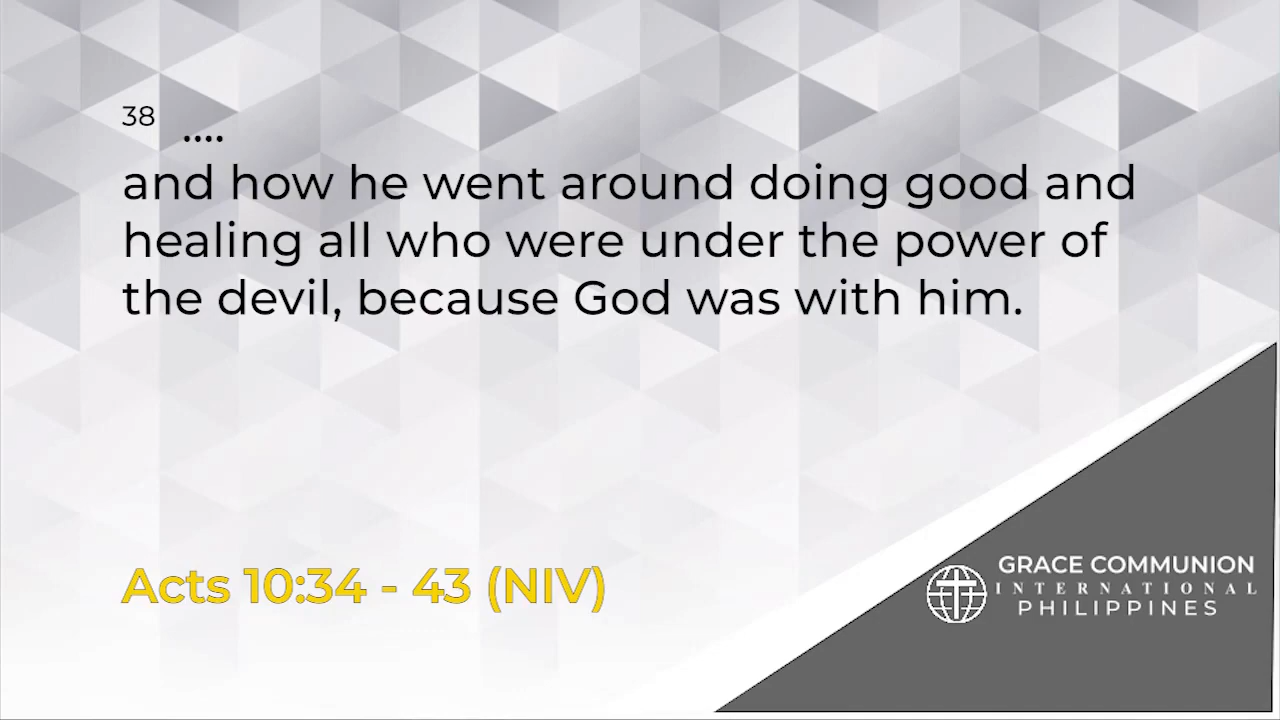 38 ....
and how he went around doing good and
healing all who were under the power of
the devil, because God was with him.
Acts 10:34 - 43 (NIV)
GRACE COMMUNION
INTERNATIONAL
PHILIPPINES